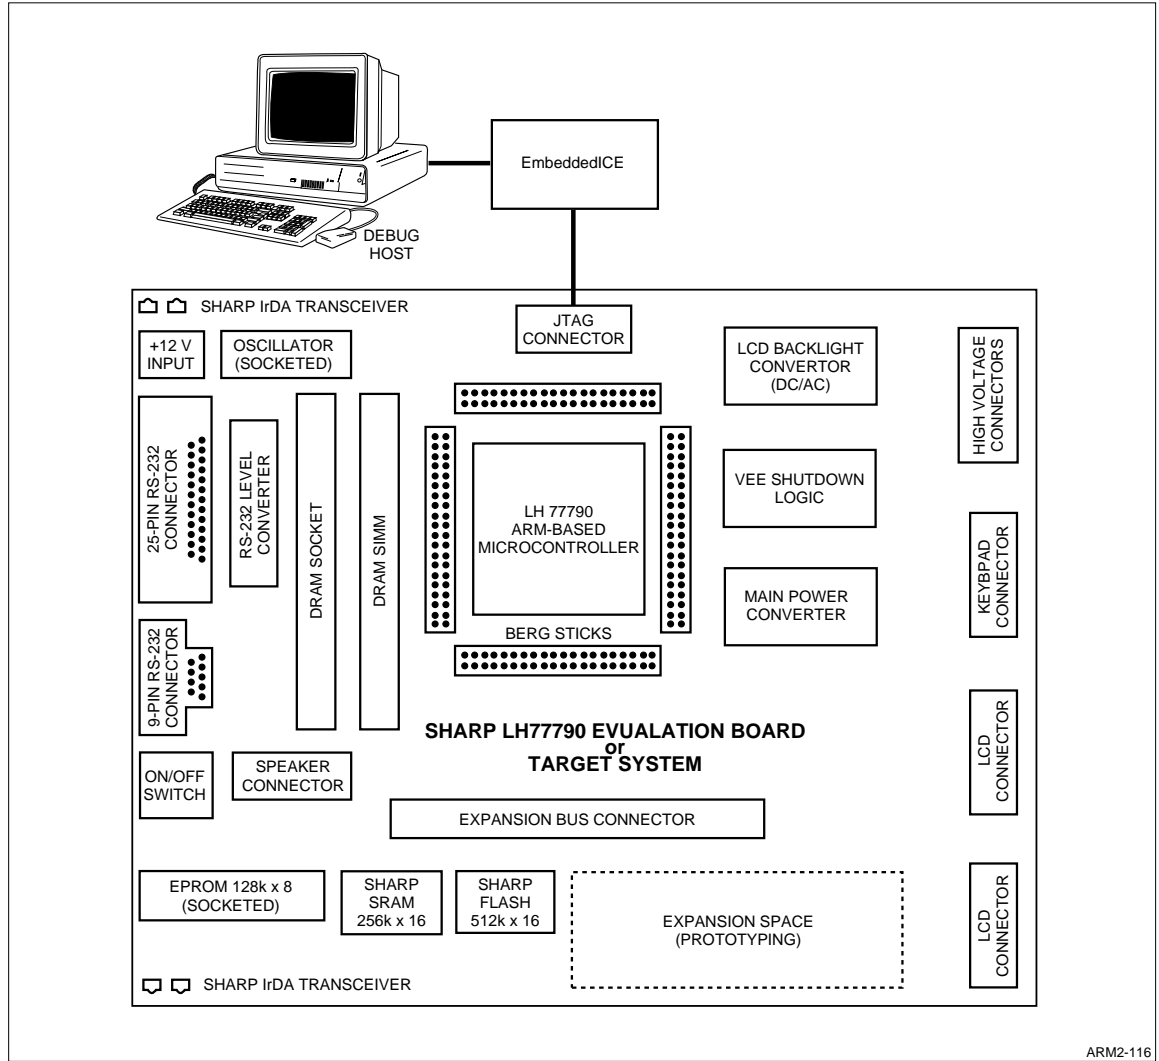 EmbeddedICE
DEBUG
HOST
SHARP IrDA TRANSCEIVER
JTAG
CONNECTOR
+12 V
INPUT
OSCILLATOR
(SOCKETED)
LCD BACKLIGHT
CONVERTOR
(DC/AC)
HIGH VOLTAGE
CONNECTORS
25-PIN RS-232
CONNECTOR
RS-232 LEVEL
CONVERTER
DRAM SOCKET
DRAM SIMM
LH 77790
ARM-BASED
MICROCONTROLLER
VEE SHUTDOWN
LOGIC
KEYBPAD
CONNECTOR
MAIN POWER
CONVERTER
BERG STICKS
9-PIN RS-232
CONNECTOR
SHARP LH77790 EVUALATION BOARD
or
TARGET SYSTEM
LCD
CONNECTOR
ON/OFF
SWITCH
SPEAKER
CONNECTOR
EXPANSION BUS CONNECTOR
EPROM 128k x 8
(SOCKETED)
SHARP
SRAM
256k x 16
SHARP
FLASH
512k x 16
EXPANSION SPACE
(PROTOTYPING)
LCD
CONNECTOR
SHARP IrDA TRANSCEIVER
ARM2-116